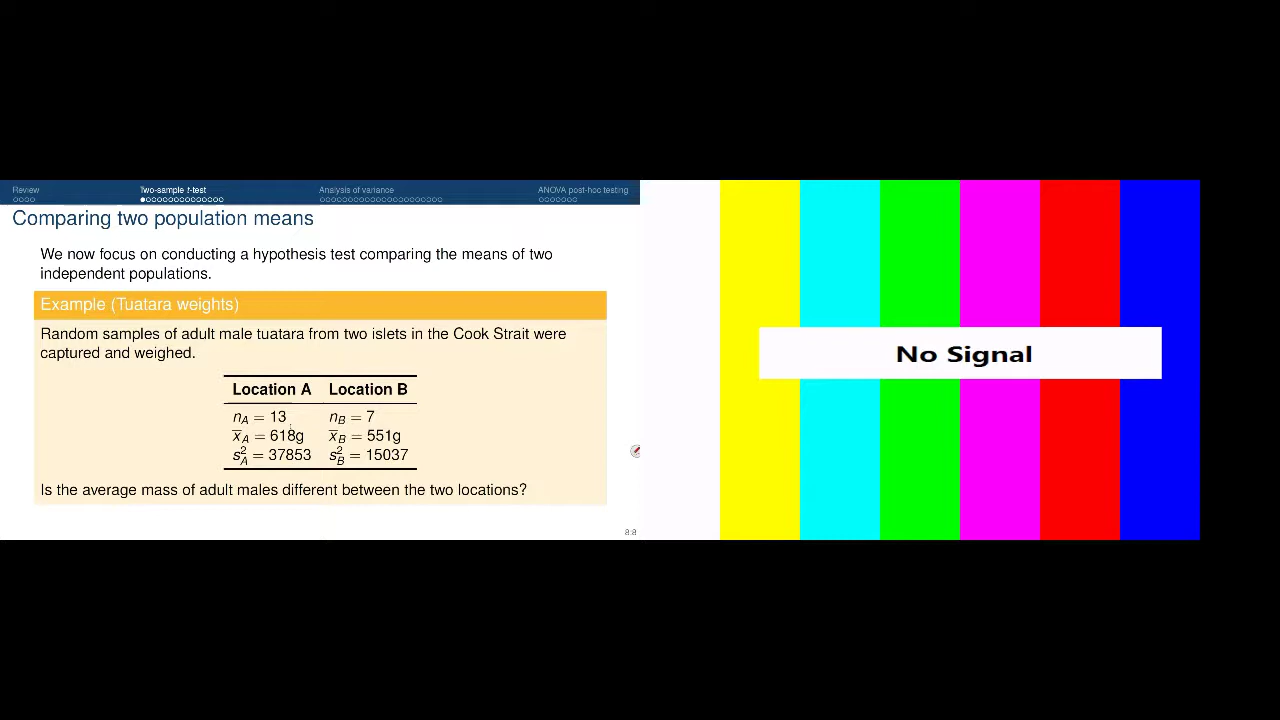 Review Two-sample t-test Analysis of variance ANOVA post-hoc testing
Comparing two population means
We now focus on conducting a hypothesis test comparing the means of two
independent populations.
Example (Tuatara weights)
Random samples of adult male tuatara from two islets in the Cook Strait were
captured and weighed.
Location A Location B
n_A = 13 n_B = 7
x̅_A = 618g x̅_B = 551g
s²_A = 37853 s²_B = 15037
Is the average mass of adult males different between the two locations?
8:8
No Signal